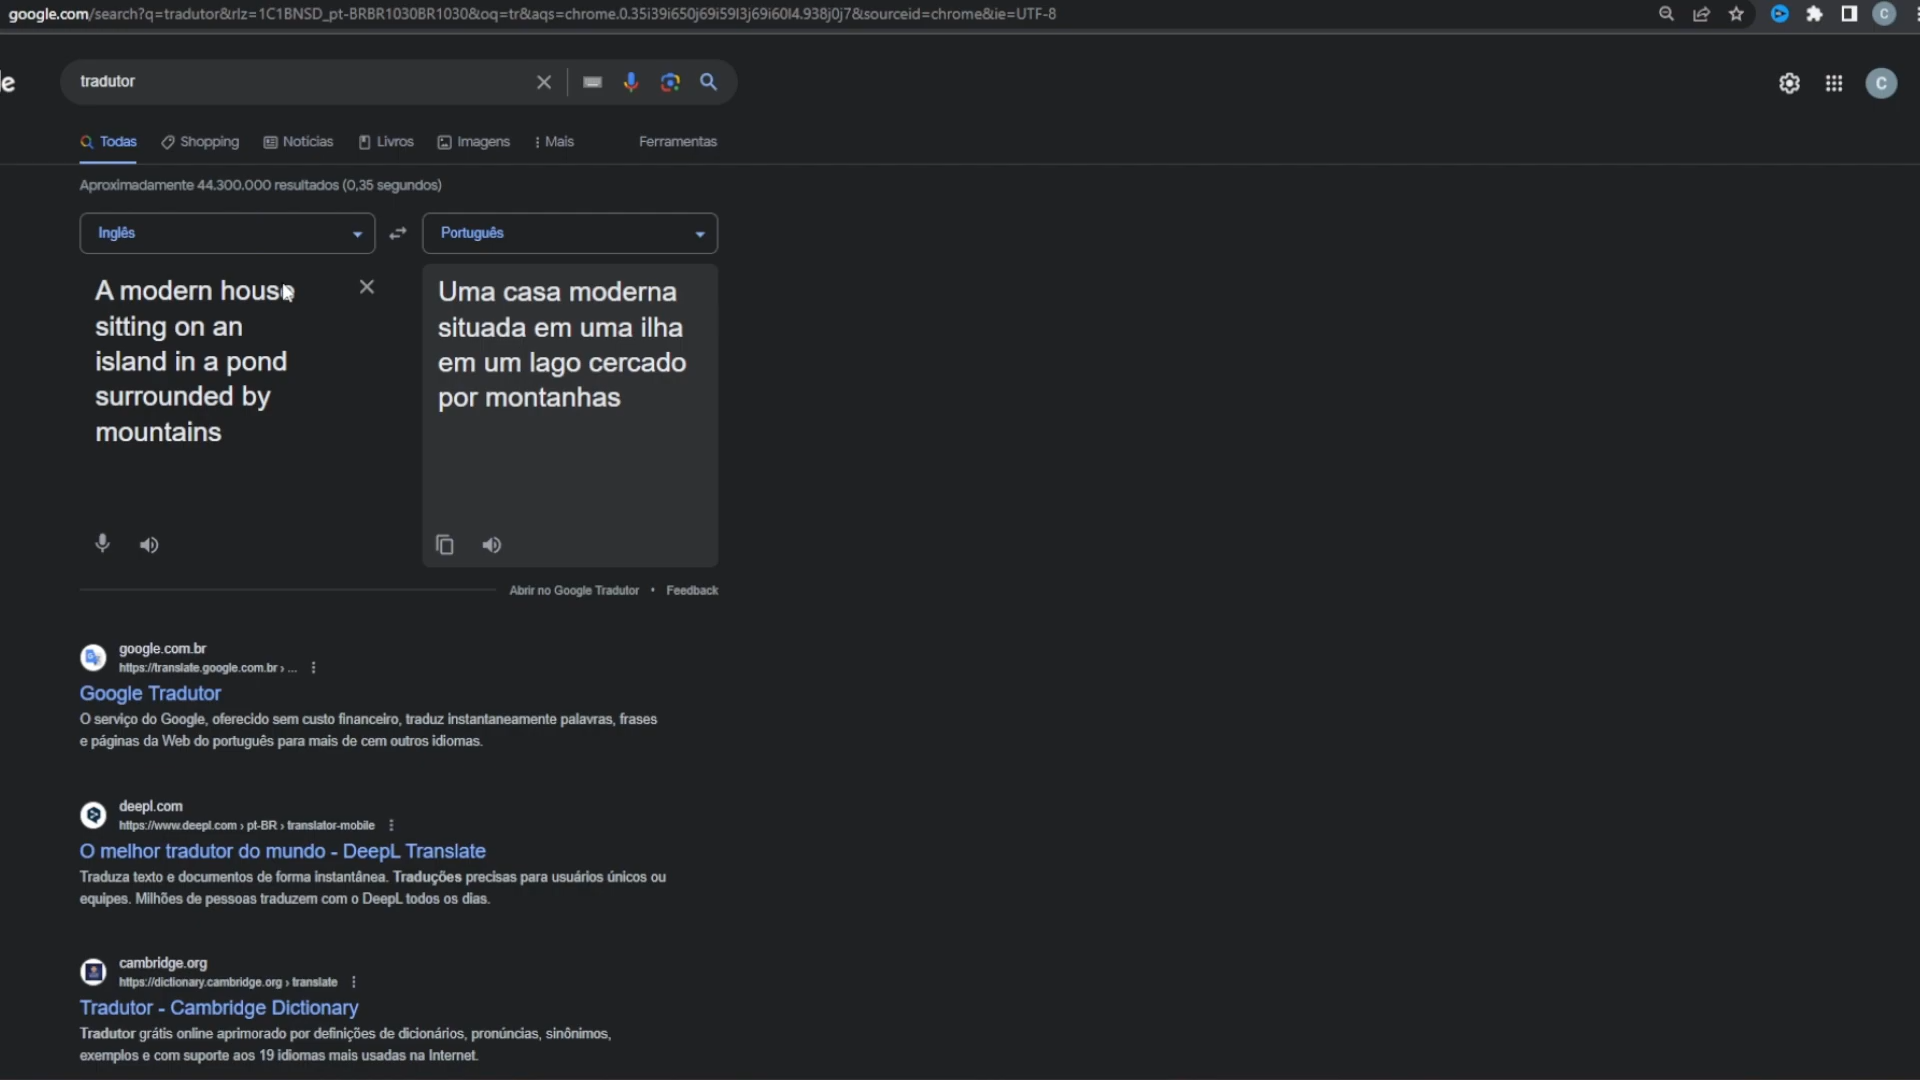 google.com/search?q=tradutor&rlz=1C1BNSD_pt-BRBR1030BR1030&oq=tr&aqs=chrome.0.35i39i650j69i59l3j69i60l4.938j0j7&sourceid=chrome&ie=UTF-8
C
le
tradutor
C
Todas Shopping Notícias Livros Imagens Mais Ferramentas
Aproximadamente 44.300.000 resultados (0,35 segundos)
Inglês Português
A modern house
sitting on an
island in a pond
surrounded by
mountains
Uma casa moderna
situada em uma ilha
em um lago cercado
por montanhas
Abrir no Google Tradutor • Feedback
google.com.br
https://translate.google.com.br › ...
Google Tradutor
O serviço do Google, oferecido sem custo financeiro, traduz instantaneamente palavras, frases
e páginas da Web do português para mais de cem outros idiomas.
deepl.com
https://www.deepl.com › pt-BR › translator-mobile
O melhor tradutor do mundo - DeepL Translate
Traduza texto e documentos de forma instantânea. Traduções precisas para usuários únicos ou
equipes. Milhões de pessoas traduzem com o DeepL todos os dias.
cambridge.org
https://dictionary.cambridge.org › translate
Tradutor - Cambridge Dictionary
Tradutor grátis online aprimorado por definições de dicionários, pronúncias, sinônimos,
exemplos e com suporte aos 19 idiomas mais usadas na Internet.